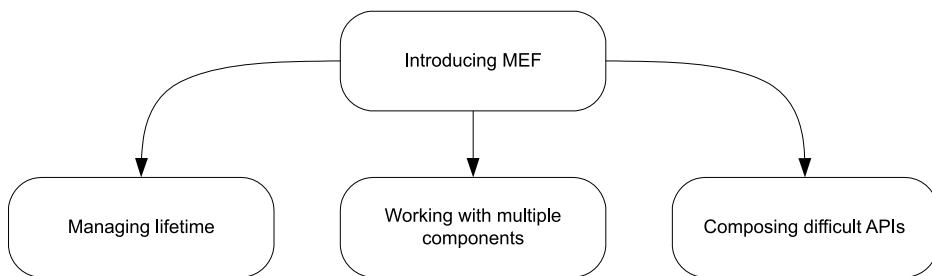 Introducing MEF
Managing lifetime
Working with multiple
components
Composing difficult APIs